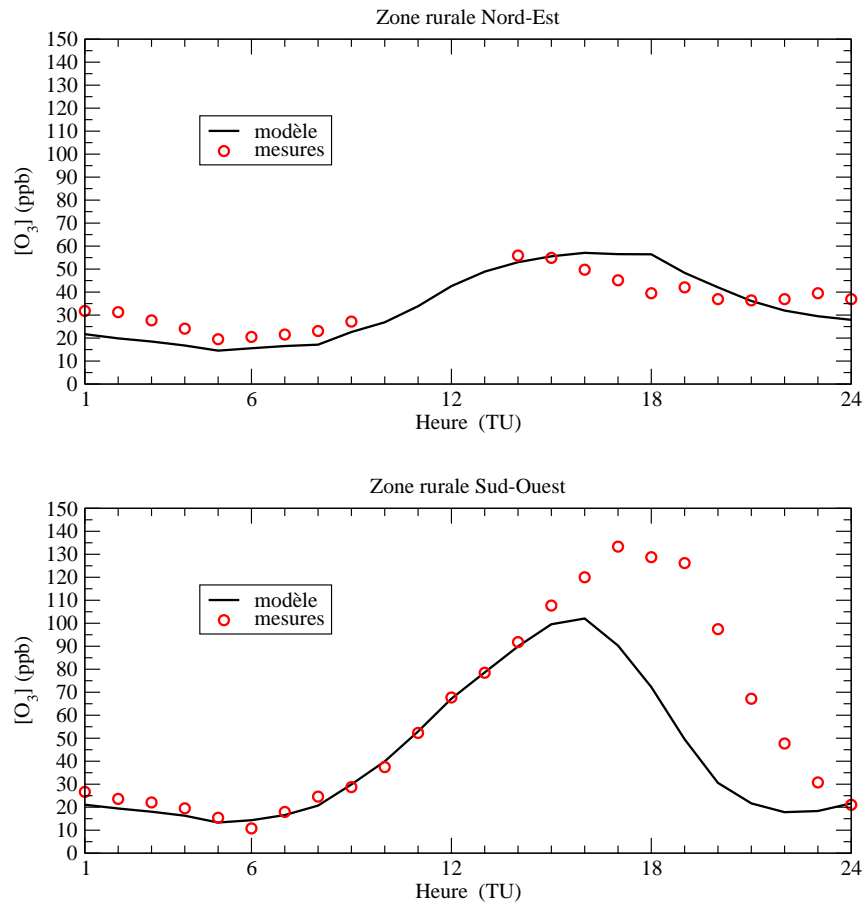 Zone rurale Nord-Est
150
140
130
120
110
100
90
80
70
60
50
40
30
20
10
0
[O3] (ppb)
modèle
mesures
1 6 12 18 24
Heure (TU)
Zone rurale Sud-Ouest
150
140
130
120
110
100
90
80
70
60
50
40
30
20
10
0
[O3] (ppb)
modèle
mesures
1 6 12 18 24
Heure (TU)